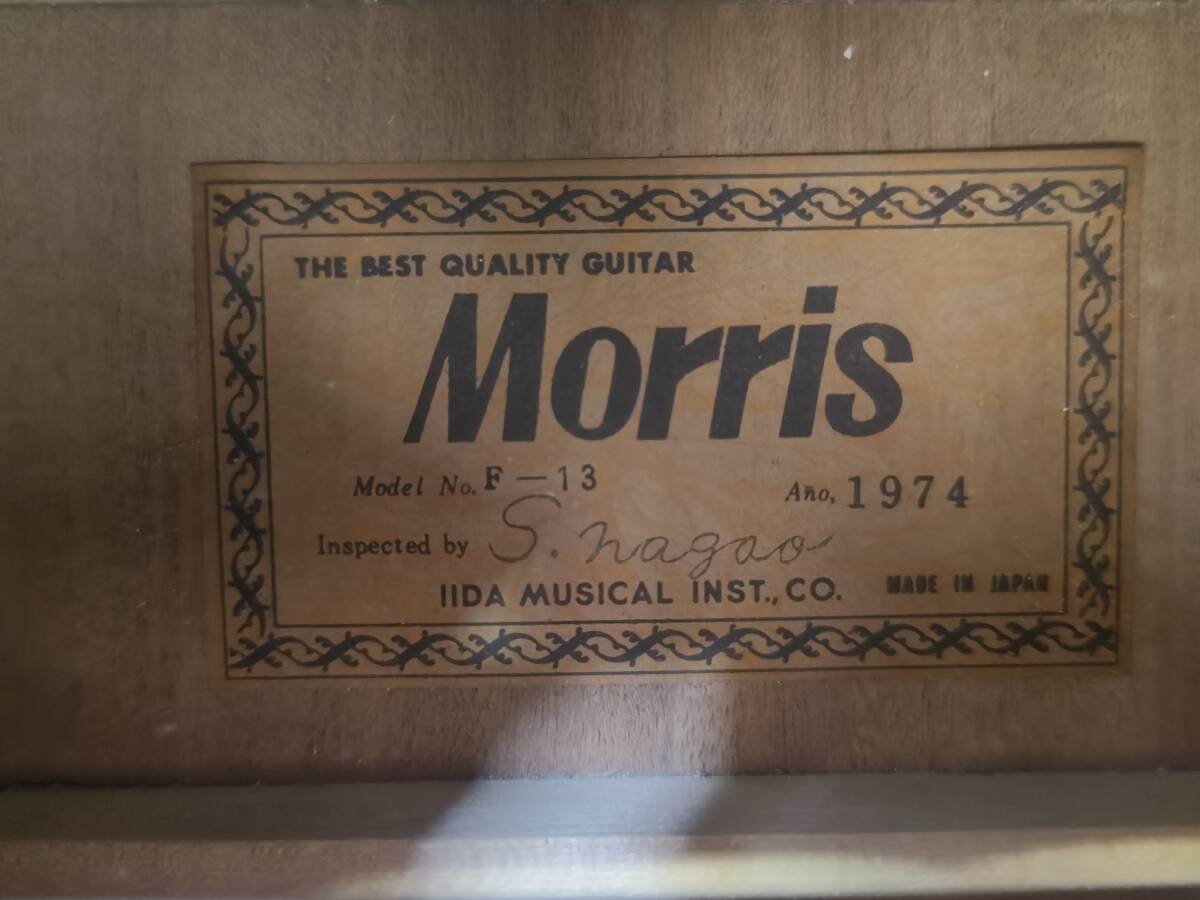 THE BEST QUALITY GUITAR
Morris
Model No. F-13 Año, 1974
Inspected by S. nagao
IIDA MUSICAL INST., CO. MADE IN JAPAN